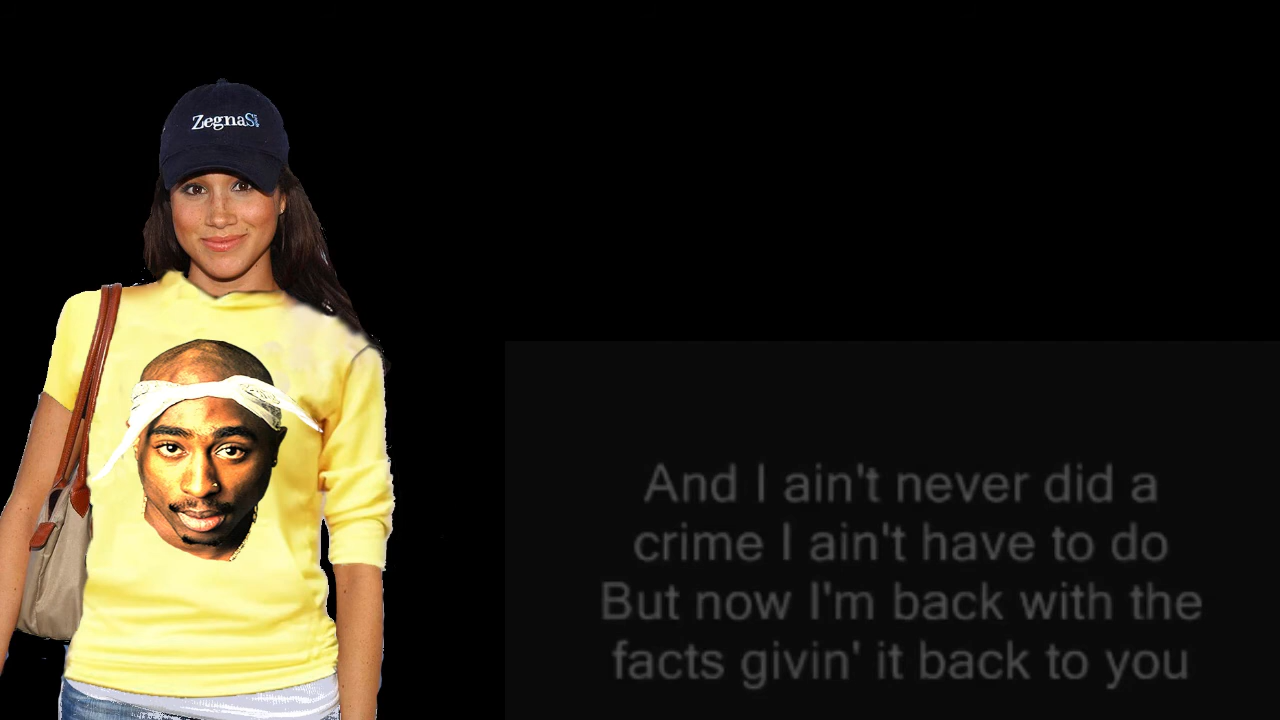 ZegnaS
And I ain't never did a
crime I ain't have to do
But now I'm back with the
facts givin' it back to you